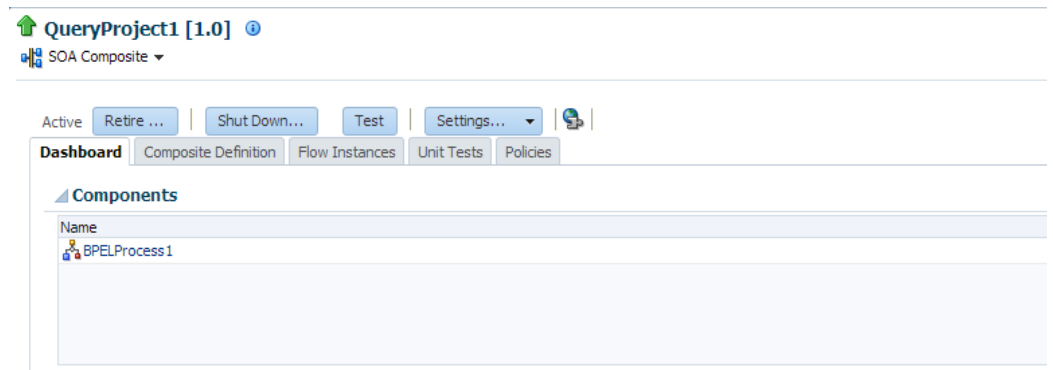 QueryProject1 [1.0]
SOA Composite
Active Retire ... Shut Down... Test Settings...
Dashboard Composite Definition Flow Instances Unit Tests Policies
Components
Name
BPELProcess1